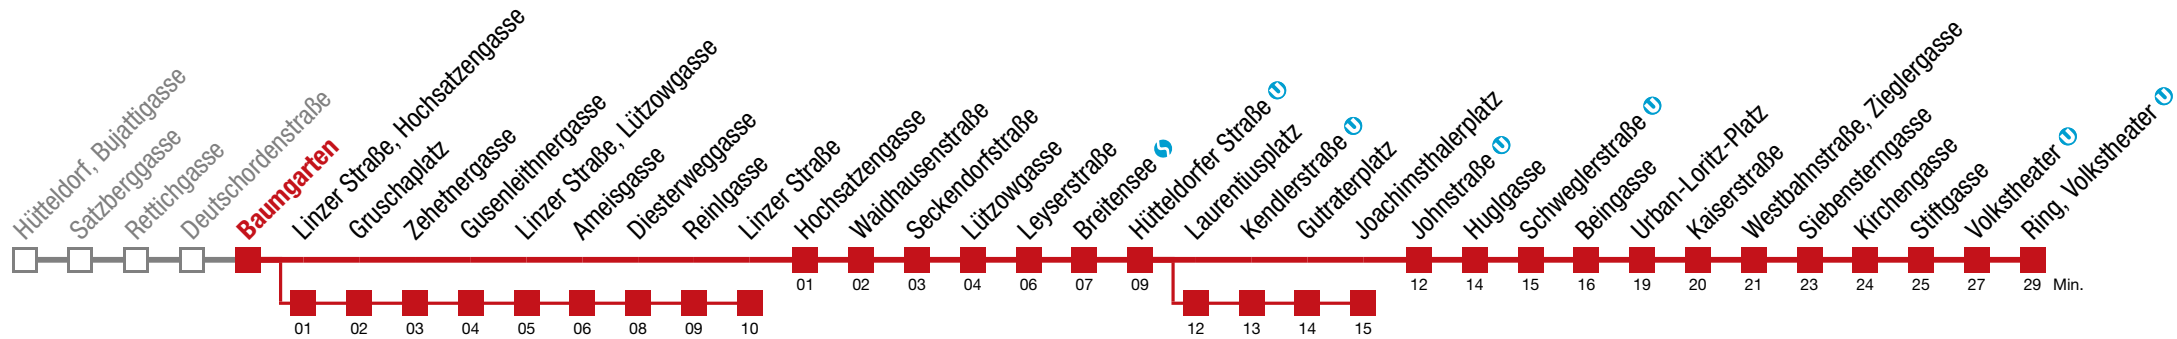 Hütteldorf, Bujattigasse
Satzberggasse
Rettichgasse
Deutschordenstraße
Baumgarten
Linzer Straße, Hochsatzengasse
Gruschaplatz
Zehetnergasse
Gusenleithnergasse
Linzer Straße, Lützowgasse
Ameisgasse
Diesterweggasse
Reinlgasse
Linzer Straße
Hochsatzengasse
Waidhausenstraße
Seckendorfstraße
Lützowgasse
Leyserstraße
Breitensee
Hütteldorfer Straße U
Laurentiusplatz
Kendlerstraße U
Gutraterplatz
Joachimsthalerplatz
Johnstraße U
Huglgasse
Schweglerstraße U
Beingasse
Urban-Loritz-Platz
Kaiserstraße
Westbahnstraße, Zieglergasse
Siebensterngasse
Kirchengasse
Stiftgasse
Volkstheater U
Ring, Volkstheater U
01 02 03 04 06 07 09 12 14 15 16 19 20 21 23 24 25 27 29 Min.
01 02 03 04 05 06 08 09 10 12 13 14 15